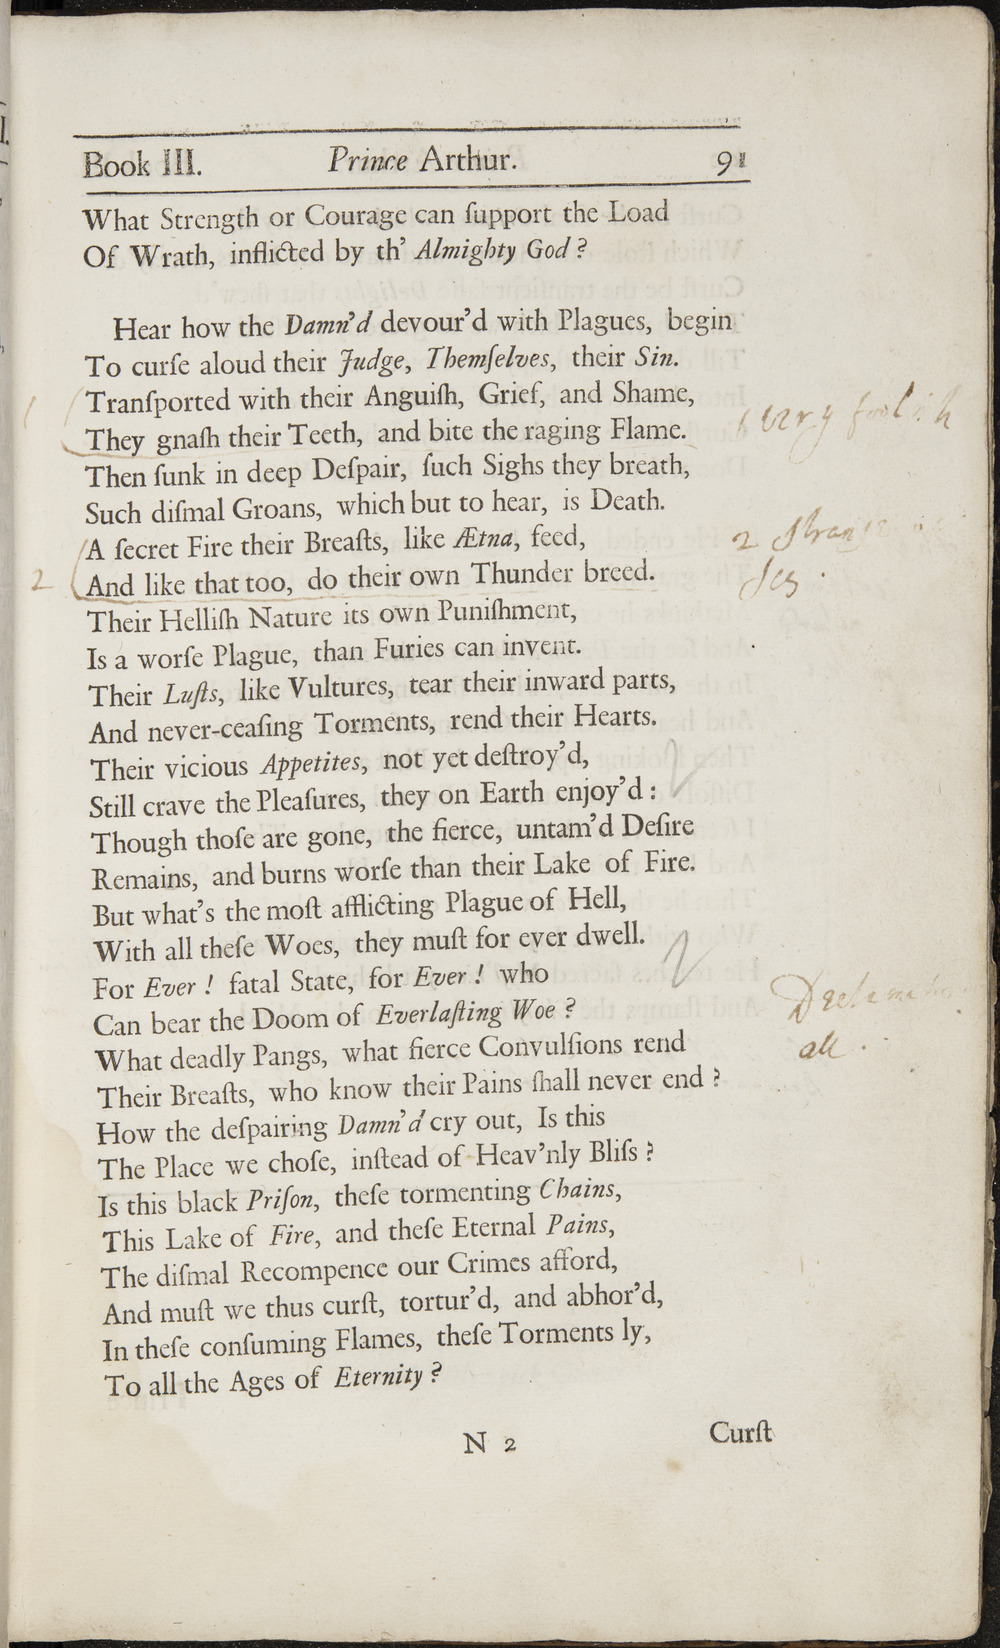 Book III. Prince Arthur. 91
What Strength or Courage can ſupport the Load
Of Wrath, inflicted by th' Almighty God?
Hear how the Damn'd devour'd with Plagues, begin
To curſe aloud their Judge, Themſelves, their Sin.
1 Tranſported with their Anguiſh, Grief, and Shame,
They gnaſh their Teeth, and bite the raging Flame.
1 very foolish
Then ſunk in deep Deſpair, ſuch Sighs they breath,
Such diſmal Groans, which but to hear, is Death.
A ſecret Fire their Breaſts, like Ætna, feed,
2 And like that too, do their own Thunder breed.
2 Strange
Their Helliſh Nature its own Puniſhment,
Is a worſe Plague, than Furies can invent.
Their Luſts, like Vultures, tear their inward parts,
And never-ceaſing Torments, rend their Hearts.
Their vicious Appetites, not yet deſtroy'd,
Still crave the Pleaſures, they on Earth enjoy'd:
Though thoſe are gone, the fierce, untam'd Deſire
Remains, and burns worſe than their Lake of Fire.
But what's the moſt afflicting Plague of Hell,
With all theſe Woes, they muſt for ever dwell.
For Ever! fatal State, for Ever! who
Can bear the Doom of Everlaſting Woe?
all.
What deadly Pangs, what fierce Convulſions rend
Their Breaſts, who know their Pains ſhall never end?
How the deſpairing Damn'd cry out, Is this
The Place we choſe, inſtead of Heav'nly Bliſs?
Is this black Priſon, theſe tormenting Chains,
This Lake of Fire, and theſe Eternal Pains,
The diſmal Recompence our Crimes afford,
And muſt we thus curſt, tortur'd, and abhor'd,
In theſe conſuming Flames, theſe Torments ly,
To all the Ages of Eternity?
N 2 Curſt